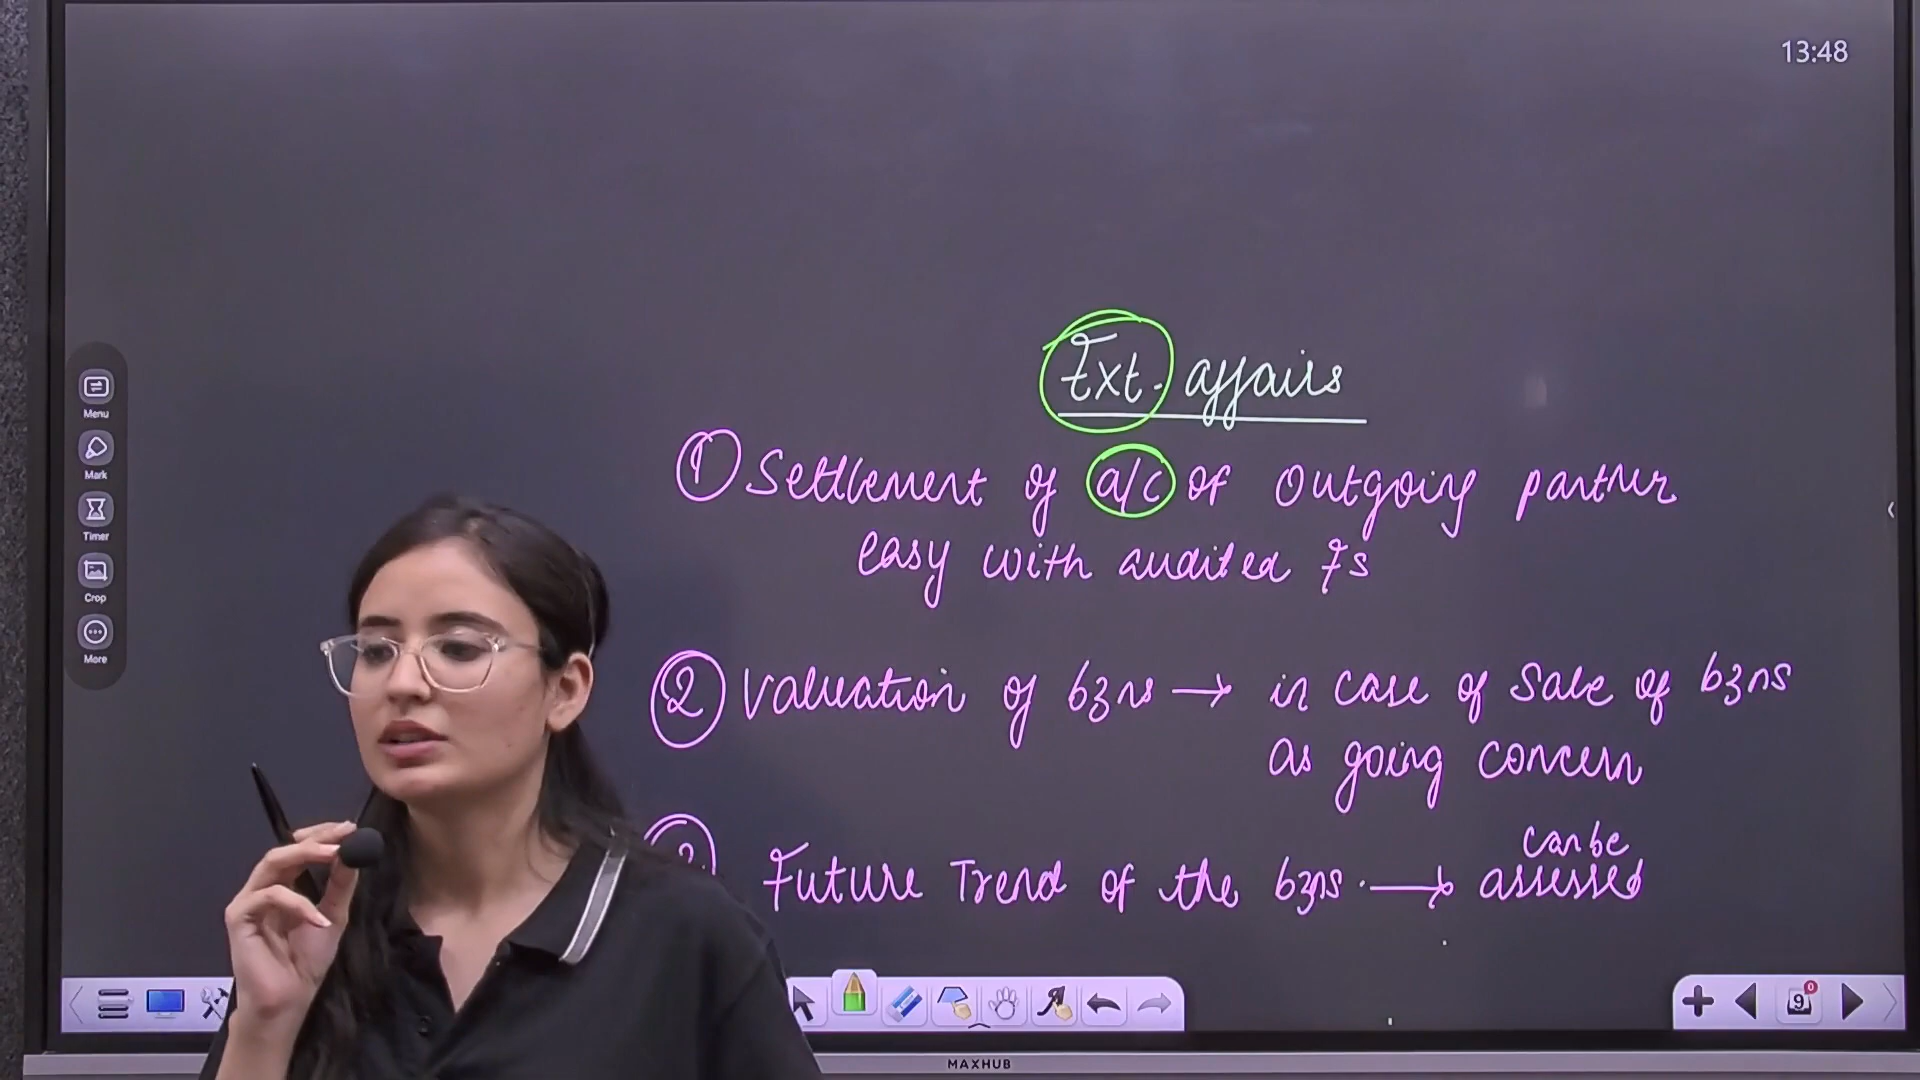 13:48
Ext. affairs
① Settlement of a/c of Outgoing partner
easy with audited Fs
② Valuation of bzns → in case of Sale of bzns
as going concern
can be
Future Trend of the bzns. → assessed
Menu
Mark
Timer
Crop
More
9
0
MAXHUB